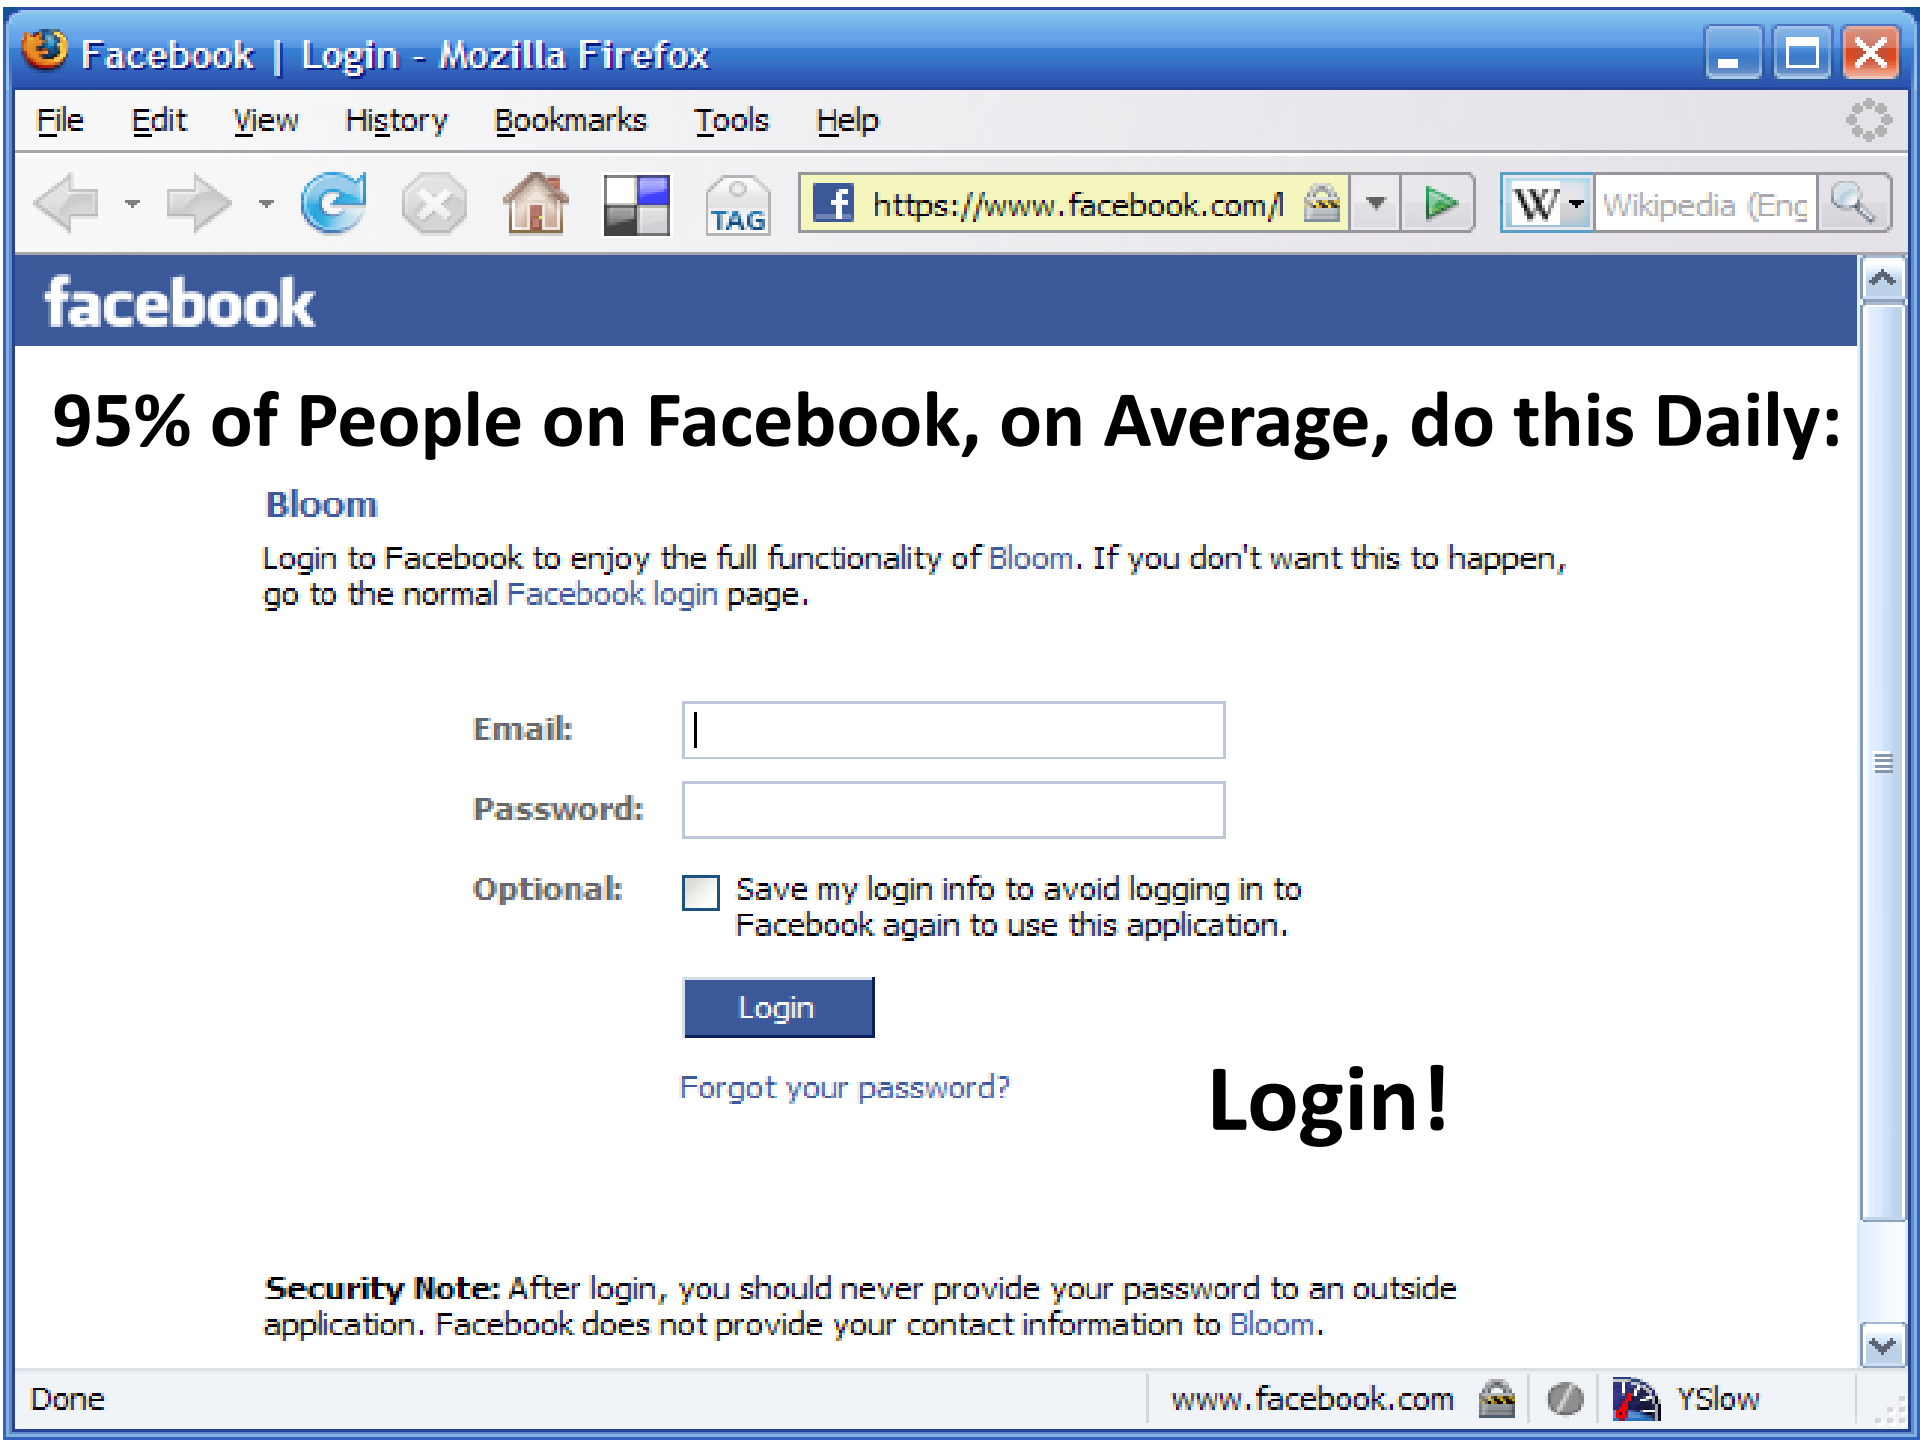 Facebook | Login - Mozilla Firefox
File Edit View History Bookmarks Tools Help
TAG f https://www.facebook.com/l W Wikipedia (Eng
facebook
95% of People on Facebook, on Average, do this Daily:
Bloom
Login to Facebook to enjoy the full functionality of Bloom. If you don't want this to happen,
go to the normal Facebook login page.
Email:
Password:
Optional: Save my login info to avoid logging in to
Facebook again to use this application.
Login
Forgot your password?
Login!
Security Note: After login, you should never provide your password to an outside
application. Facebook does not provide your contact information to Bloom.
Done www.facebook.com YSlow